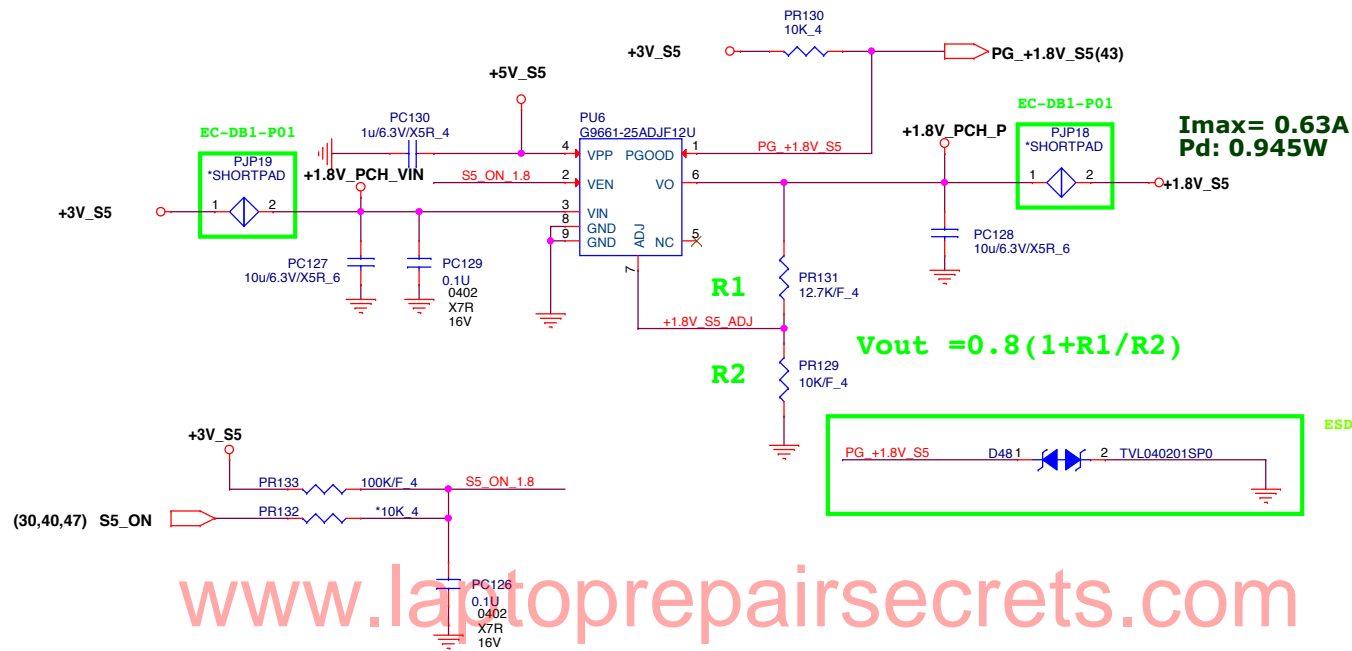 PR130
10K_4
+3V_S5
PG_+1.8V_S5(43)
+5V_S5
PC130
1u/6.3V/X5R_4
PU6
G9661-25ADJF12U
4 VPP PGOOD 1 PG_+1.8V_S5
S5_ON_1.8 2 VEN VO 6
3 VIN
8 GND
9 GND ADJ NC 5
7
EC-DB1-P01
PJP19
*SHORTPAD
+1.8V_PCH_VIN
+3V_S5 1 2
PC127
10u/6.3V/X5R_6
PC129
0.1U
0402
X7R
16V
+1.8V_PCH_P
EC-DB1-P01
PJP18
*SHORTPAD
1 2 +1.8V_S5
Imax= 0.63A
Pd: 0.945W
PC128
10u/6.3V/X5R_6
R1
PR131
12.7K/F_4
+1.8V_S5_ADJ
R2
PR129
10K/F_4
Vout =0.8(1+R1/R2)
ESD
PG_+1.8V_S5 D48 1 2 TVL040201SP0
+3V_S5
PR133 100K/F_4 S5_ON_1.8
(30,40,47) S5_ON PR132 *10K_4
PC126
0.1U
0402
X7R
16V
www.laptoprepairsecrets.com